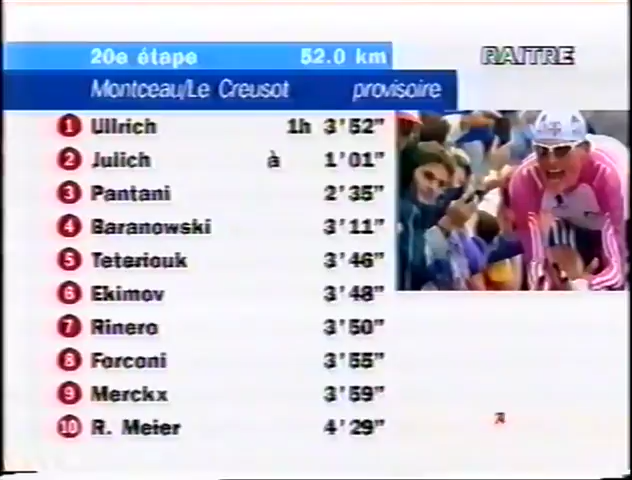 20e étape 52.0 km
RAITRE
Montceau/Le Creusot provisoire
1 Ullrich 1h 3'52"
2 Julich à 1'01"
3 Pantani 2'35"
4 Baranowski 3'11"
5 Teteriouk 3'46"
6 Ekimov 3'48"
7 Rinero 3'50"
8 Forconi 3'55"
9 Merckx 3'59"
10 R. Meier 4'29"